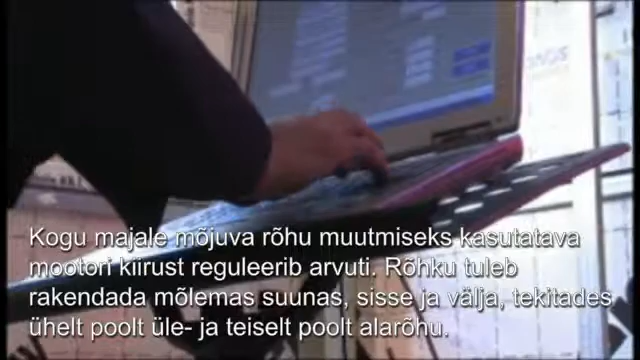 Kogu majale mõjuva rõhu muutmiseks kasutatava
mootori kiirust reguleerib arvuti. Rõhku tuleb
rakendada mõlemas suunas, sisse ja välja, tekitades
ühelt poolt üle- ja teiselt poolt alarõhu.